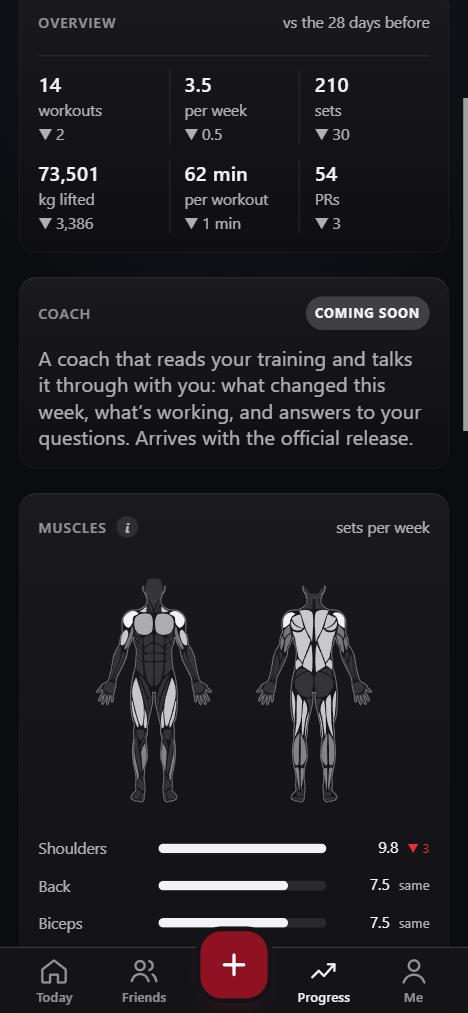 OVERVIEW vs the 28 days before
14 3.5 210
workouts per week sets
▼ 2 ▼ 0.5 ▼ 30
73,501 62 min 54
kg lifted per workout PRs
▼ 3,386 ▼ 1 min ▼ 3
COACH COMING SOON
A coach that reads your training and talks
it through with you: what changed this
week, what's working, and answers to your
questions. Arrives with the official release.
MUSCLES i sets per week
Shoulders 9.8 ▼ 3
Back 7.5 same
Biceps 7.5 same
Today Friends + Progress Me